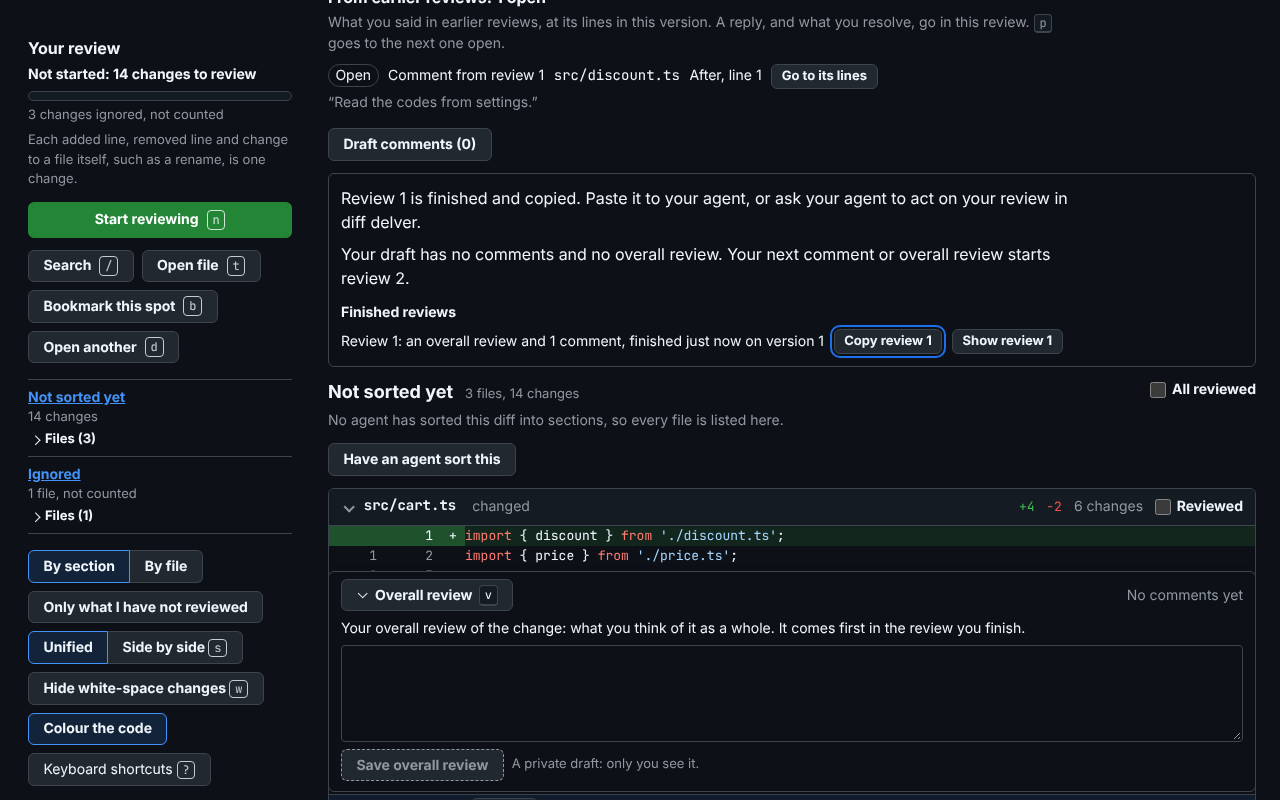 From earlier reviews: 1 open
What you said in earlier reviews, at its lines in this version. A reply, and what you resolve, go in this review. p
goes to the next one open.
Open Comment from review 1 src/discount.ts After, line 1 Go to its lines
“Read the codes from settings.”
Draft comments (0)
Review 1 is finished and copied. Paste it to your agent, or ask your agent to act on your review in
diff delver.
Your draft has no comments and no overall review. Your next comment or overall review starts
review 2.
Finished reviews
Review 1: an overall review and 1 comment, finished just now on version 1 Copy review 1 Show review 1
Not sorted yet 3 files, 14 changes All reviewed
No agent has sorted this diff into sections, so every file is listed here.
Have an agent sort this
src/cart.ts changed +4 -2 6 changes Reviewed
1 + import { discount } from './discount.ts';
1 2 import { price } from './price.ts';
Overall review v No comments yet
Your overall review of the change: what you think of it as a whole. It comes first in the review you finish.
Save overall review A private draft: only you see it.
Your review
Not started: 14 changes to review
3 changes ignored, not counted
Each added line, removed line and change
to a file itself, such as a rename, is one
change.
Start reviewing n
Search / Open file t
Bookmark this spot b
Open another d
Not sorted yet
14 changes
Files (3)
Ignored
1 file, not counted
Files (1)
By section By file
Only what I have not reviewed
Unified Side by side s
Hide white-space changes w
Colour the code
Keyboard shortcuts ?